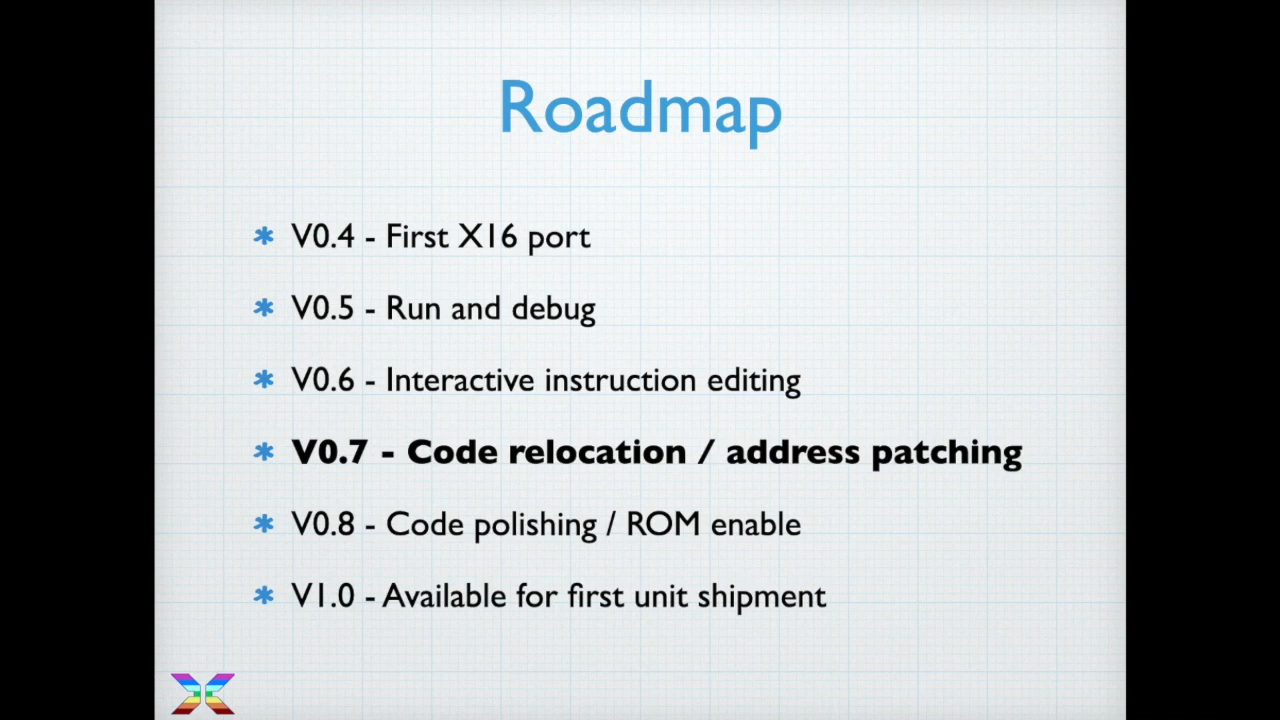 Roadmap
V0.4 - First X16 port
V0.5 - Run and debug
V0.6 - Interactive instruction editing
V0.7 - Code relocation / address patching
V0.8 - Code polishing / ROM enable
V1.0 - Available for first unit shipment